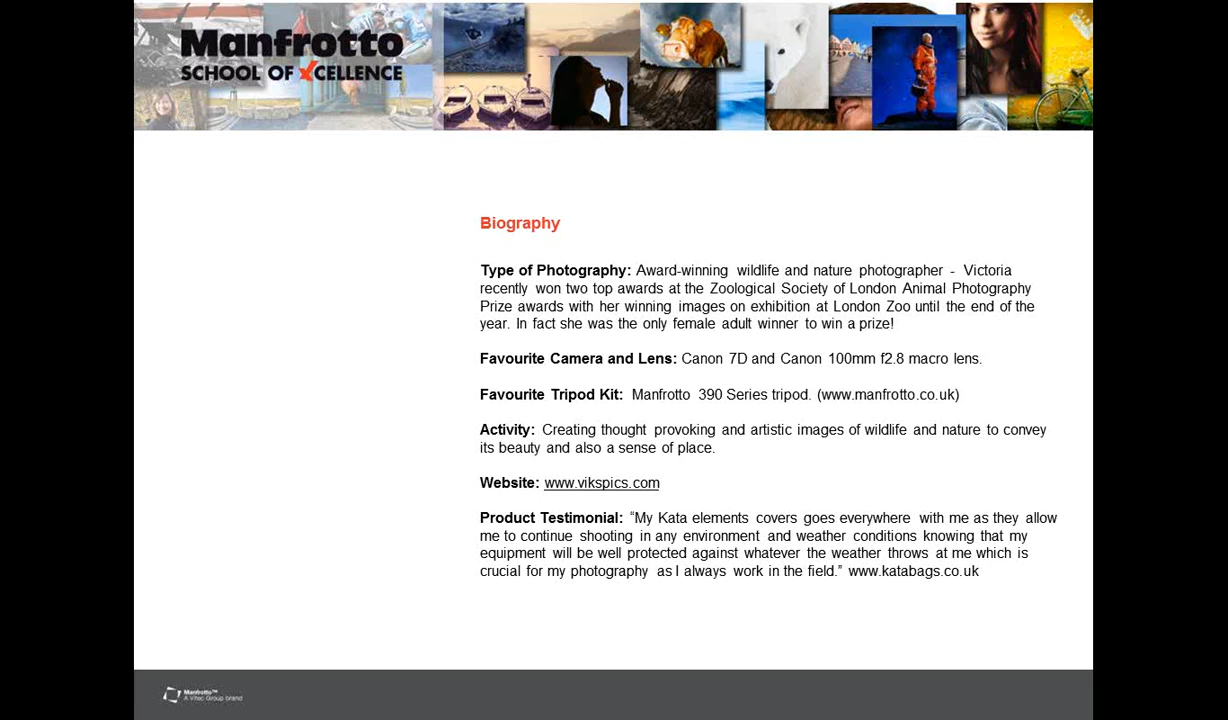 Manfrotto
SCHOOL OF XCELLENCE
Biography
Type of Photography: Award-winning wildlife and nature photographer - Victoria
recently won two top awards at the Zoological Society of London Animal Photography
Prize awards with her winning images on exhibition at London Zoo until the end of the
year. In fact she was the only female adult winner to win a prize!
Favourite Camera and Lens: Canon 7D and Canon 100mm f2.8 macro lens.
Favourite Tripod Kit: Manfrotto 390 Series tripod. (www.manfrotto.co.uk)
Activity: Creating thought provoking and artistic images of wildlife and nature to convey
its beauty and also a sense of place.
Website: www.vikspics.com
Product Testimonial: “My Kata elements covers goes everywhere with me as they allow
me to continue shooting in any environment and weather conditions knowing that my
equipment will be well protected against whatever the weather throws at me which is
crucial for my photography as I always work in the field.” www.katabags.co.uk
Manfrotto™
A Vitec Group brand